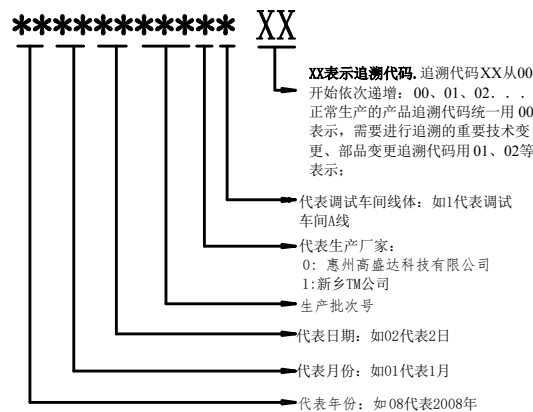 *********** XX
XX表示追溯代码. 追溯代码XX从00
开始依次递增: 00、01、02. . .
正常生产的产品追溯代码统一用 00
表示，需要进行追溯的重要技术变
更、部品变更追溯代码用 01、02等
表示;
代表调试车间线体: 如1代表调试
车间A线
代表生产厂家:
0: 惠州高盛达科技有限公司
1:新乡TM公司
生产批次号
代表日期: 如02代表2日
代表月份: 如01代表1月
代表年份: 如08代表2008年